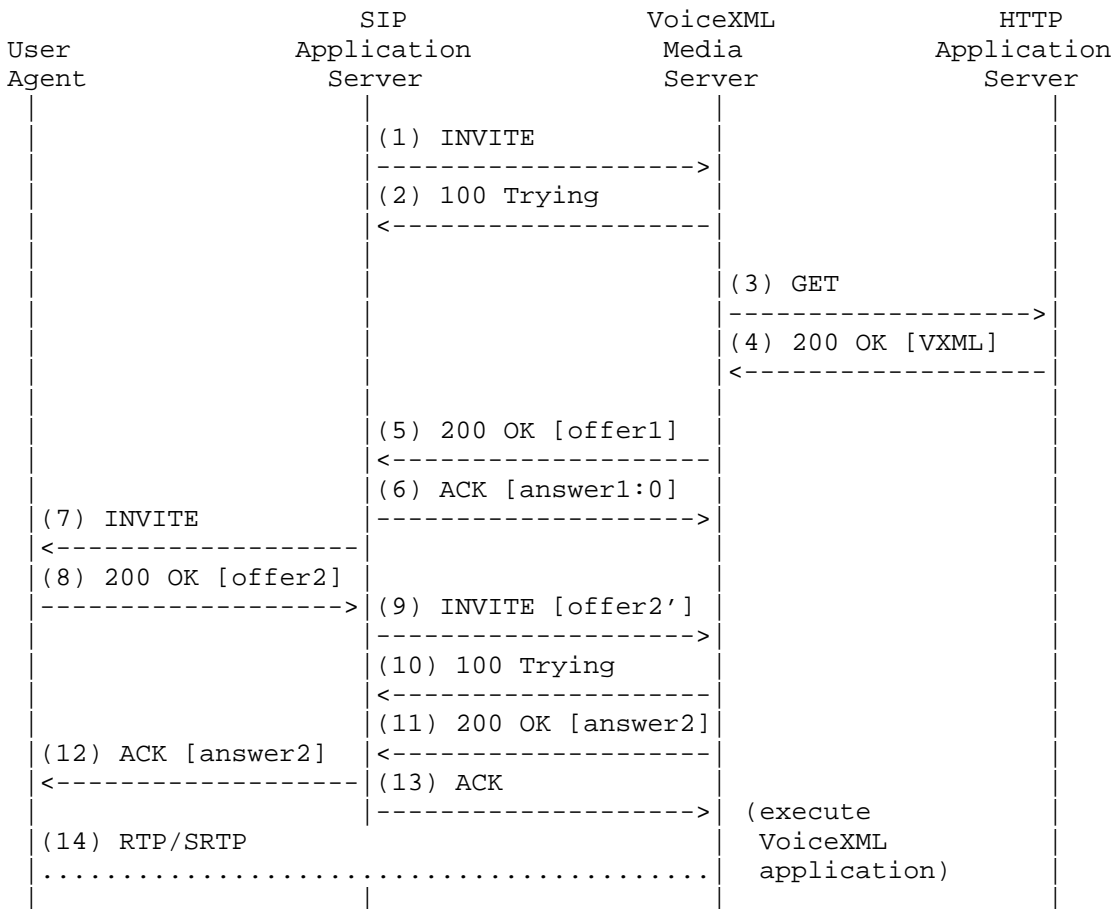 SIP VoiceXML HTTP
User Application Media Application
Agent Server Server Server
(1) INVITE
(2) 100 Trying
(3) GET
(4) 200 OK [VXML]
(5) 200 OK [offer1]
(6) ACK [answer1:0]
(7) INVITE
(8) 200 OK [offer2]
(9) INVITE [offer2']
(10) 100 Trying
(11) 200 OK [answer2]
(12) ACK [answer2]
(13) ACK
(execute
(14) RTP/SRTP VoiceXML
application)